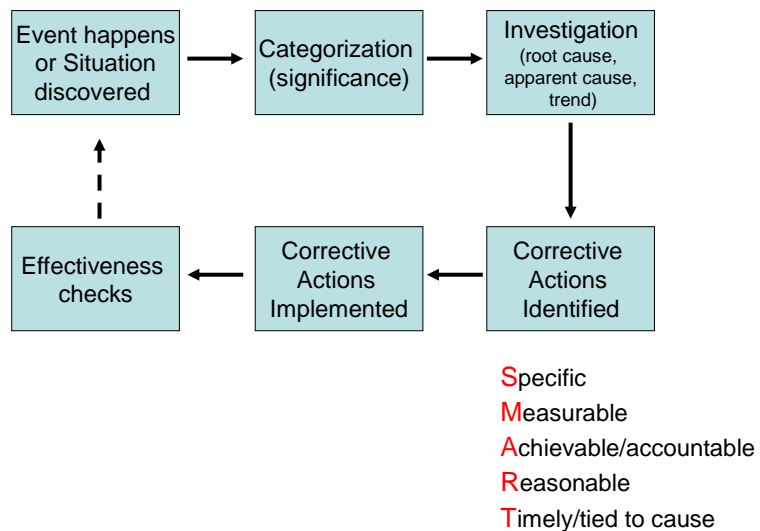 Event happens
or Situation
discovered
Categorization
(significance)
Investigation
(root cause,
apparent cause,
trend)
Effectiveness
checks
Corrective
Actions
Implemented
Corrective
Actions
Identified
Specific
Measurable
Achievable/accountable
Reasonable
Timely/tied to cause